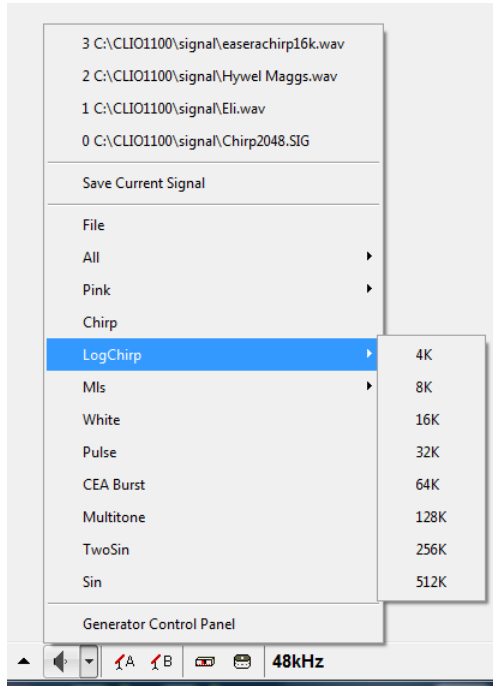 3 C:\CLIO1100\signal\easerachirp16k.wav
2 C:\CLIO1100\signal\Hywel Maggs.wav
1 C:\CLIO1100\signal\Eli.wav
0 C:\CLIO1100\signal\Chirp2048.SIG
Save Current Signal
File
All
Pink
Chirp
LogChirp
Mls
White
Pulse
CEA Burst
Multitone
TwoSin
Sin
Generator Control Panel
4K
8K
16K
32K
64K
128K
256K
512K
A B 48kHz